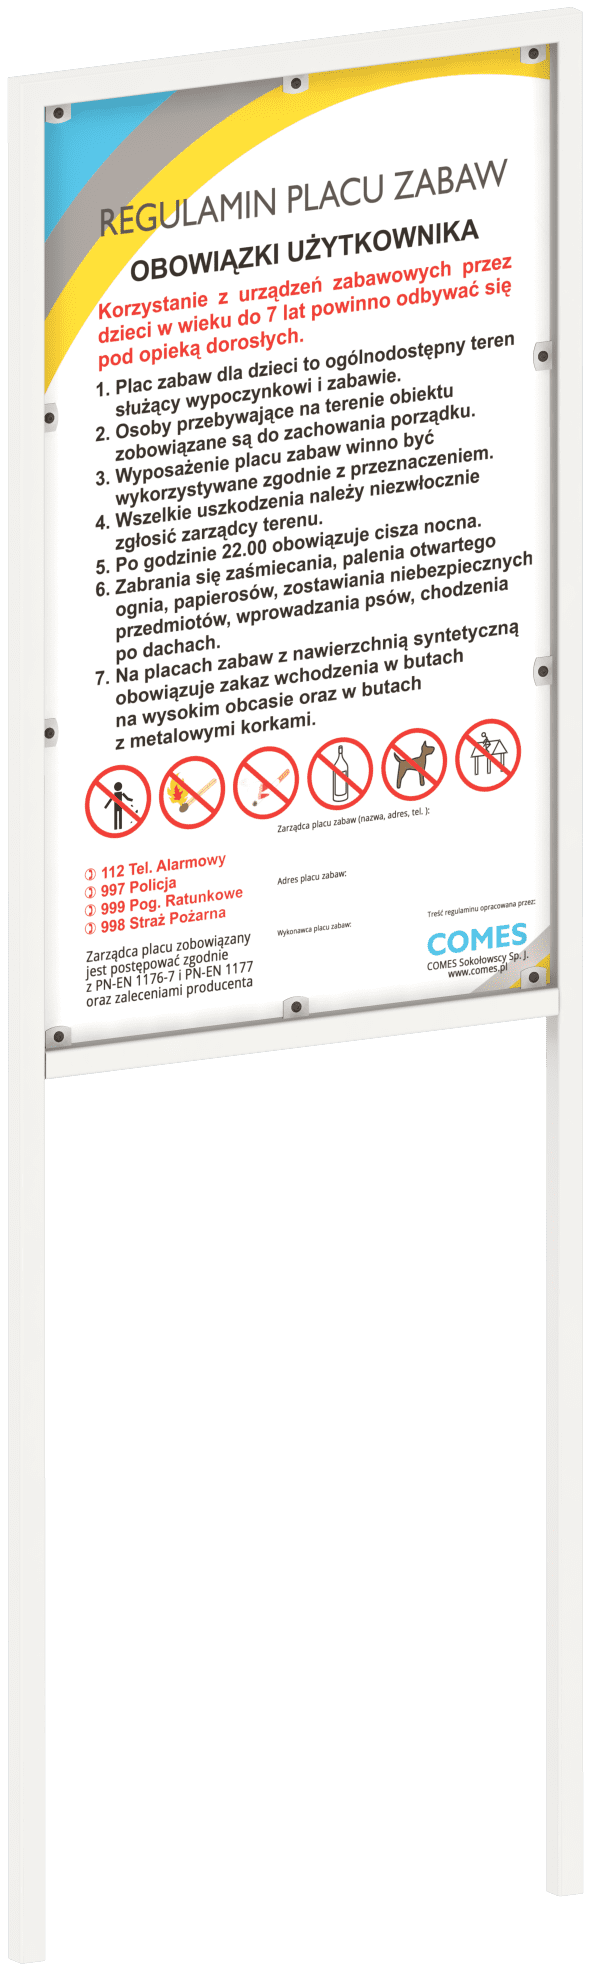 REGULAMIN PLACU ZABAW
OBOWIĄZKI UŻYTKOWNIKA
Korzystanie z urządzeń zabawowych przez
dzieci w wieku do 7 lat powinno odbywać się
pod opieką dorosłych.
1. Plac zabaw dla dzieci to ogólnodostępny teren
służący wypoczynkowi i zabawie.
2. Osoby przebywające na terenie obiektu
zobowiązane są do zachowania porządku.
3. Wyposażenie placu zabaw winno być
wykorzystywane zgodnie z przeznaczeniem.
4. Wszelkie uszkodzenia należy niezwłocznie
zgłosić zarządcy terenu.
5. Po godzinie 22.00 obowiązuje cisza nocna.
6. Zabrania się zaśmiecania, palenia otwartego
ognia, papierosów, zostawiania niebezpiecznych
przedmiotów, wprowadzania psów, chodzenia
po dachach.
7. Na placach zabaw z nawierzchnią syntetyczną
obowiązuje zakaz wchodzenia w butach
na wysokim obcasie oraz w butach
z metalowymi korkami.
Zarządca placu zabaw (nazwa, adres, tel. ):
112 Tel. Alarmowy
997 Policja
999 Pog. Ratunkowe
998 Straż Pożarna
Adres placu zabaw:
Wykonawca placu zabaw:
Zarządca placu zobowiązany
jest postępować zgodnie
z PN-EN 1176-7 i PN-EN 1177
oraz zaleceniami producenta
Treść regulaminu opracowana przez:
COMES
COMES Sokołowscy Sp. J.
www.comes.pl